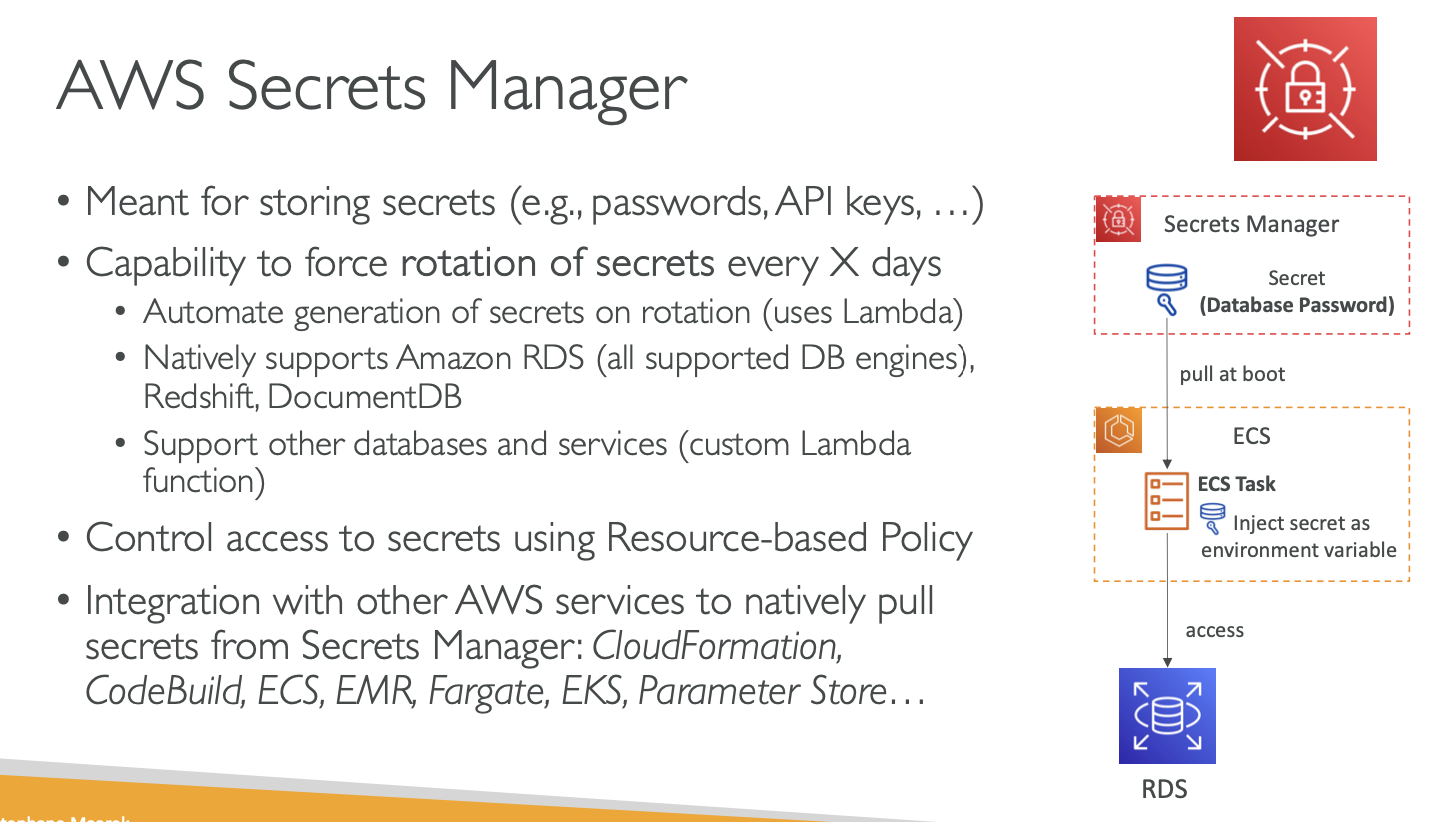 AWS Secrets Manager
• Meant for storing secrets (e.g., passwords, API keys, …)
• Capability to force rotation of secrets every X days
• Automate generation of secrets on rotation (uses Lambda)
• Natively supports Amazon RDS (all supported DB engines),
Redshift, DocumentDB
• Support other databases and services (custom Lambda
function)
• Control access to secrets using Resource-based Policy
• Integration with other AWS services to natively pull
secrets from Secrets Manager: CloudFormation,
CodeBuild, ECS, EMR, Fargate, EKS, Parameter Store…
Secrets Manager
Secret
(Database Password)
pull at boot
ECS
ECS Task
Inject secret as
environment variable
access
RDS